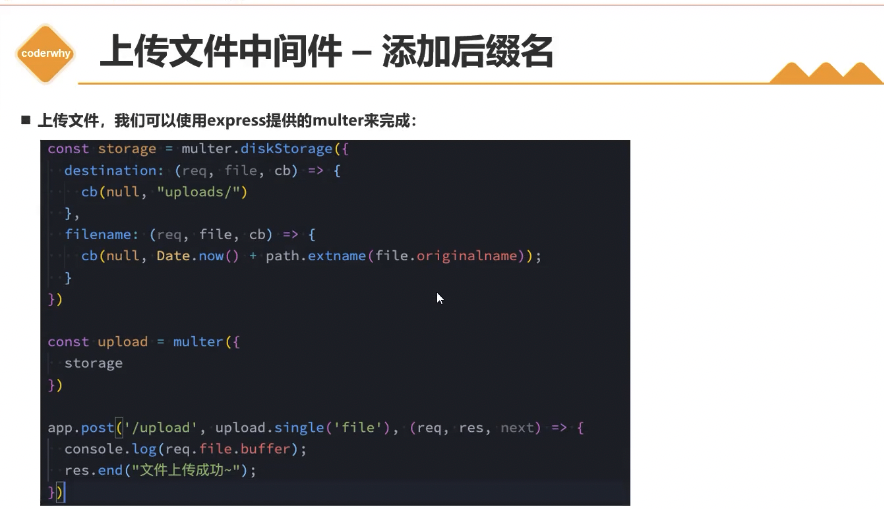 coderwhy
上传文件中间件 – 添加后缀名
■ 上传文件，我们可以使用express提供的multer来完成：
const storage = multer.diskStorage({
  destination: (req, file, cb) => {
    cb(null, "uploads/")
  },
  filename: (req, file, cb) => {
    cb(null, Date.now() + path.extname(file.originalname));
  }
})

const upload = multer({
  storage
})

app.post('/upload', upload.single('file'), (req, res, next) => {
  console.log(req.file.buffer);
  res.end("文件上传成功~");
})